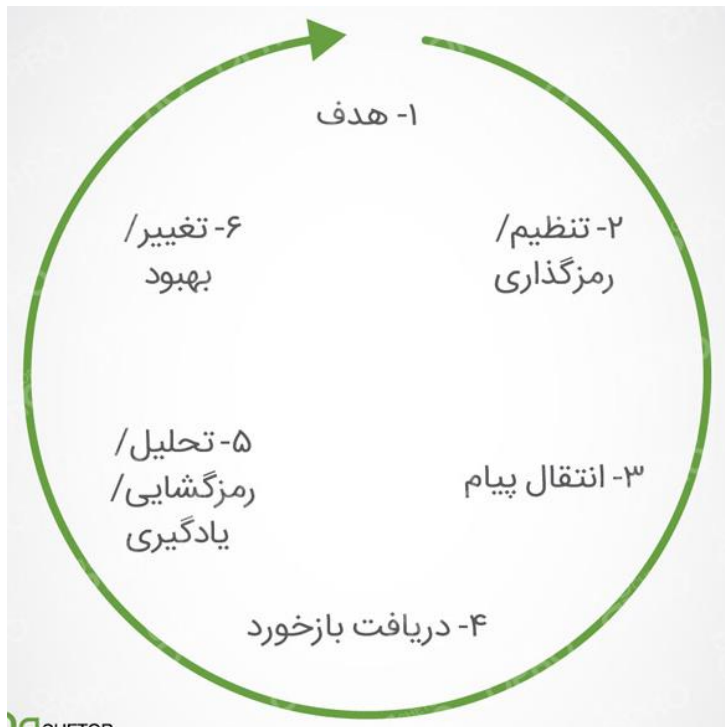 ۱- هدف
۲- تنظیم/
رمزگذاری
۳- انتقال پیام
۴- دریافت بازخورد
۵- تحلیل/
رمزگشایی/
یادگیری
۶- تغییر/
بهبود